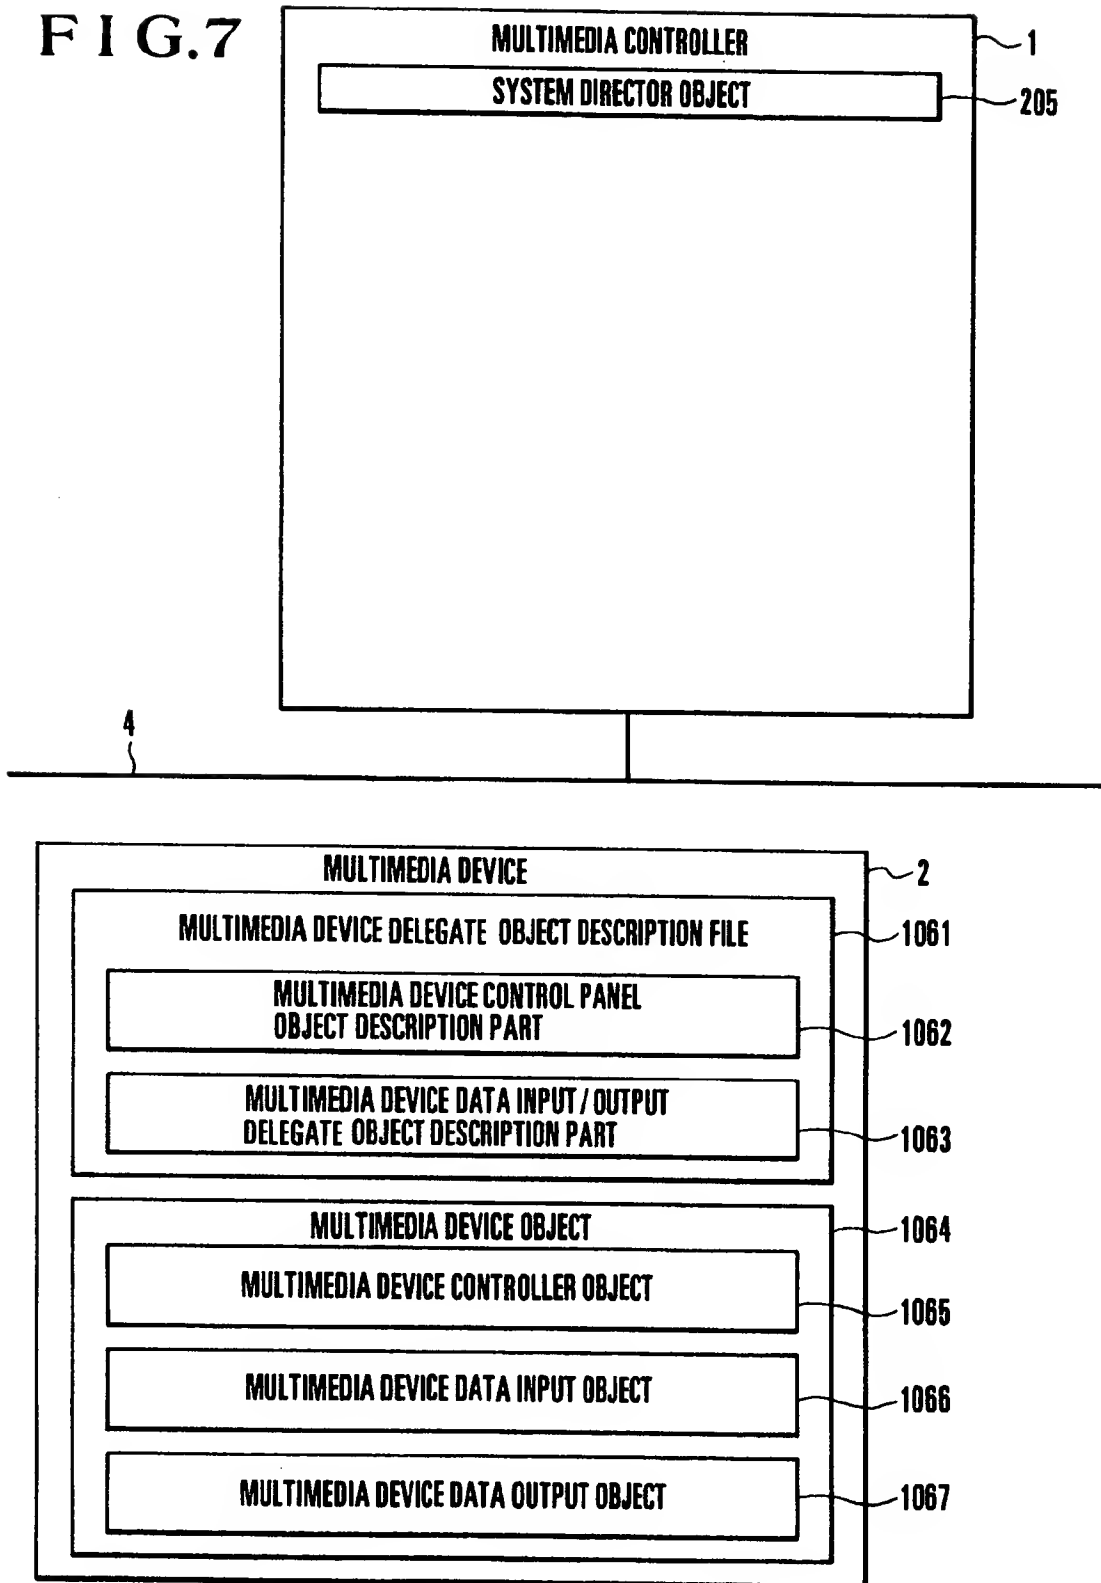 FIG.7
MULTIMEDIA CONTROLLER
1
SYSTEM DIRECTOR OBJECT
205
4
MULTIMEDIA DEVICE
2
MULTIMEDIA DEVICE DELEGATE OBJECT DESCRIPTION FILE
1061
MULTIMEDIA DEVICE CONTROL PANEL
OBJECT DESCRIPTION PART
1062
MULTIMEDIA DEVICE DATA INPUT/OUTPUT
DELEGATE OBJECT DESCRIPTION PART
1063
MULTIMEDIA DEVICE OBJECT
1064
MULTIMEDIA DEVICE CONTROLLER OBJECT
1065
MULTIMEDIA DEVICE DATA INPUT OBJECT
1066
MULTIMEDIA DEVICE DATA OUTPUT OBJECT
1067